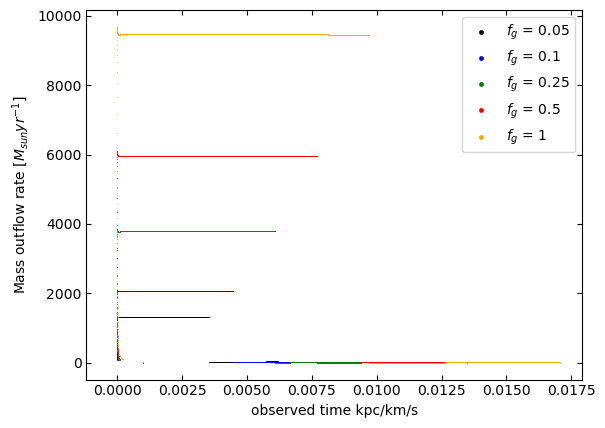 10000
8000
6000
4000
2000
0
Mass outflow rate [$M_{sun}yr^{-1}$]
$f_g$ = 0.05
$f_g$ = 0.1
$f_g$ = 0.25
$f_g$ = 0.5
$f_g$ = 1
0.0000 0.0025 0.0050 0.0075 0.0100 0.0125 0.0150 0.0175
observed time kpc/km/s